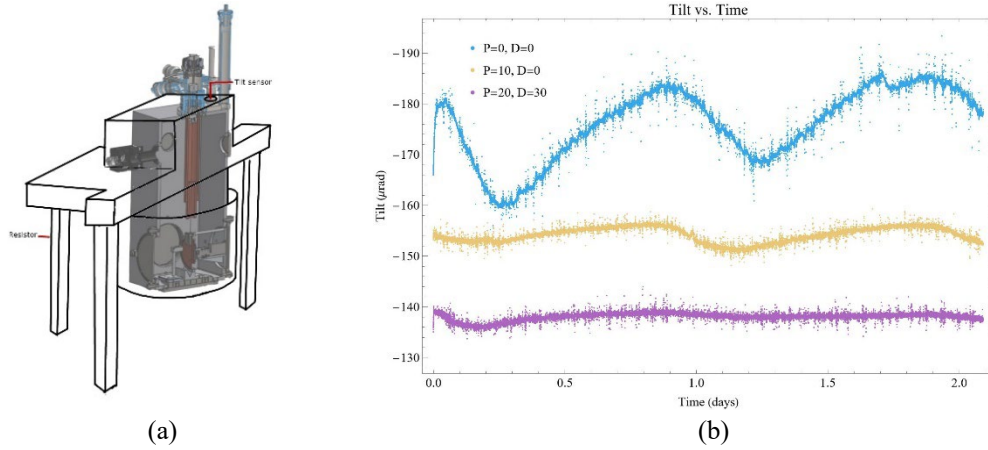 Tilt sensor
Resistor
(a)
Tilt vs. Time
P=0, D=0
P=10, D=0
P=20, D=30
Tilt (μrad)
−190
−180
−170
−160
−150
−140
−130
0.0 0.5 1.0 1.5 2.0
Time (days)
(b)